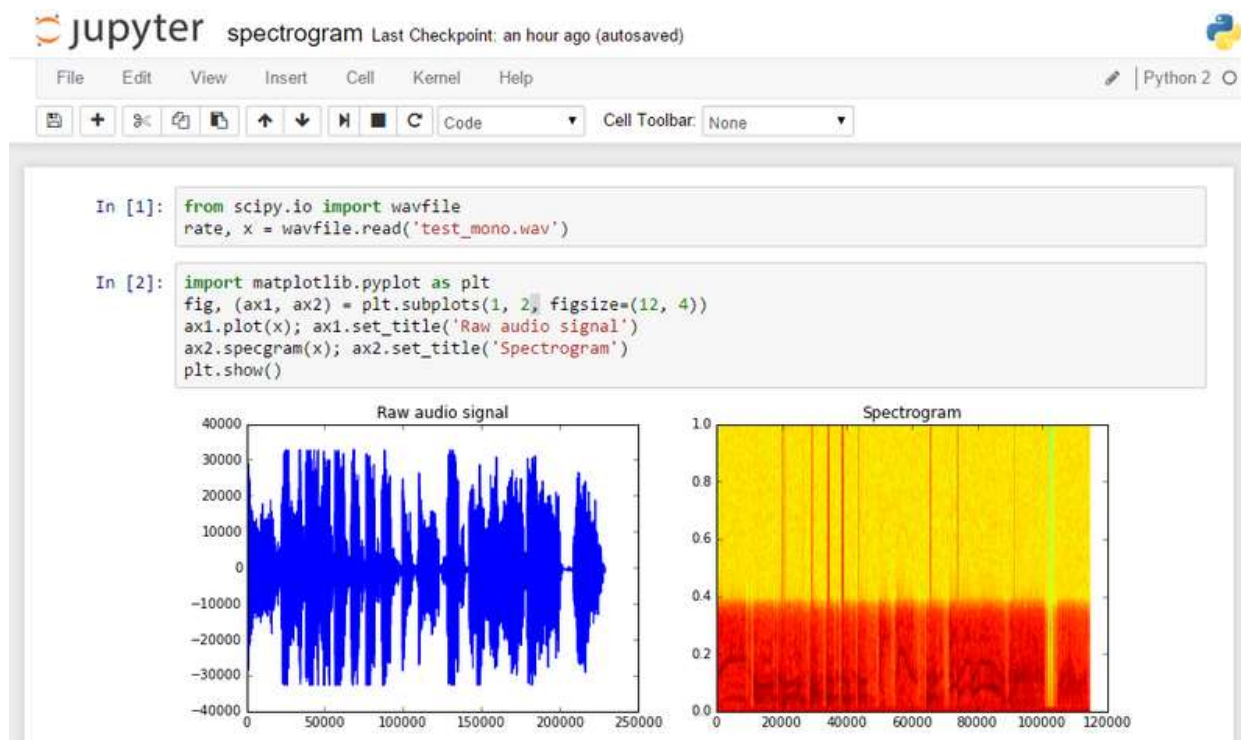 jupyter spectrogram Last Checkpoint: an hour ago (autosaved)
File Edit View Insert Cell Kernel Help Python 2
Code Cell Toolbar: None
In [1]: from scipy.io import wavfile
rate, x = wavfile.read('test_mono.wav')
In [2]: import matplotlib.pyplot as plt
fig, (ax1, ax2) = plt.subplots(1, 2, figsize=(12, 4))
ax1.plot(x); ax1.set_title('Raw audio signal')
ax2.specgram(x); ax2.set_title('Spectrogram')
plt.show()
Raw audio signal
40000
30000
20000
10000
0
−10000
−20000
−30000
−40000
0 50000 100000 150000 200000 250000
Spectrogram
1.0
0.8
0.6
0.4
0.2
0.0
0 20000 40000 60000 80000 100000 120000